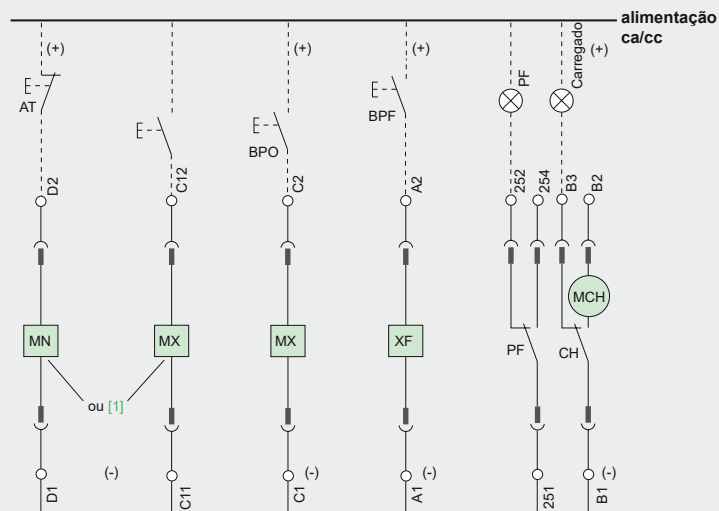 alimentação
ca/cc
(+)
(+)
(+)
(+)
PF
Carregado
AT
BPO
BPF
D2
C12
C2
A2
252
254
B3
B2
MCH
MN
MX
MX
XF
PF
CH
ou [1]
(-)
(-)
(-)
(-)
D1
C11
C1
A1
251
B1